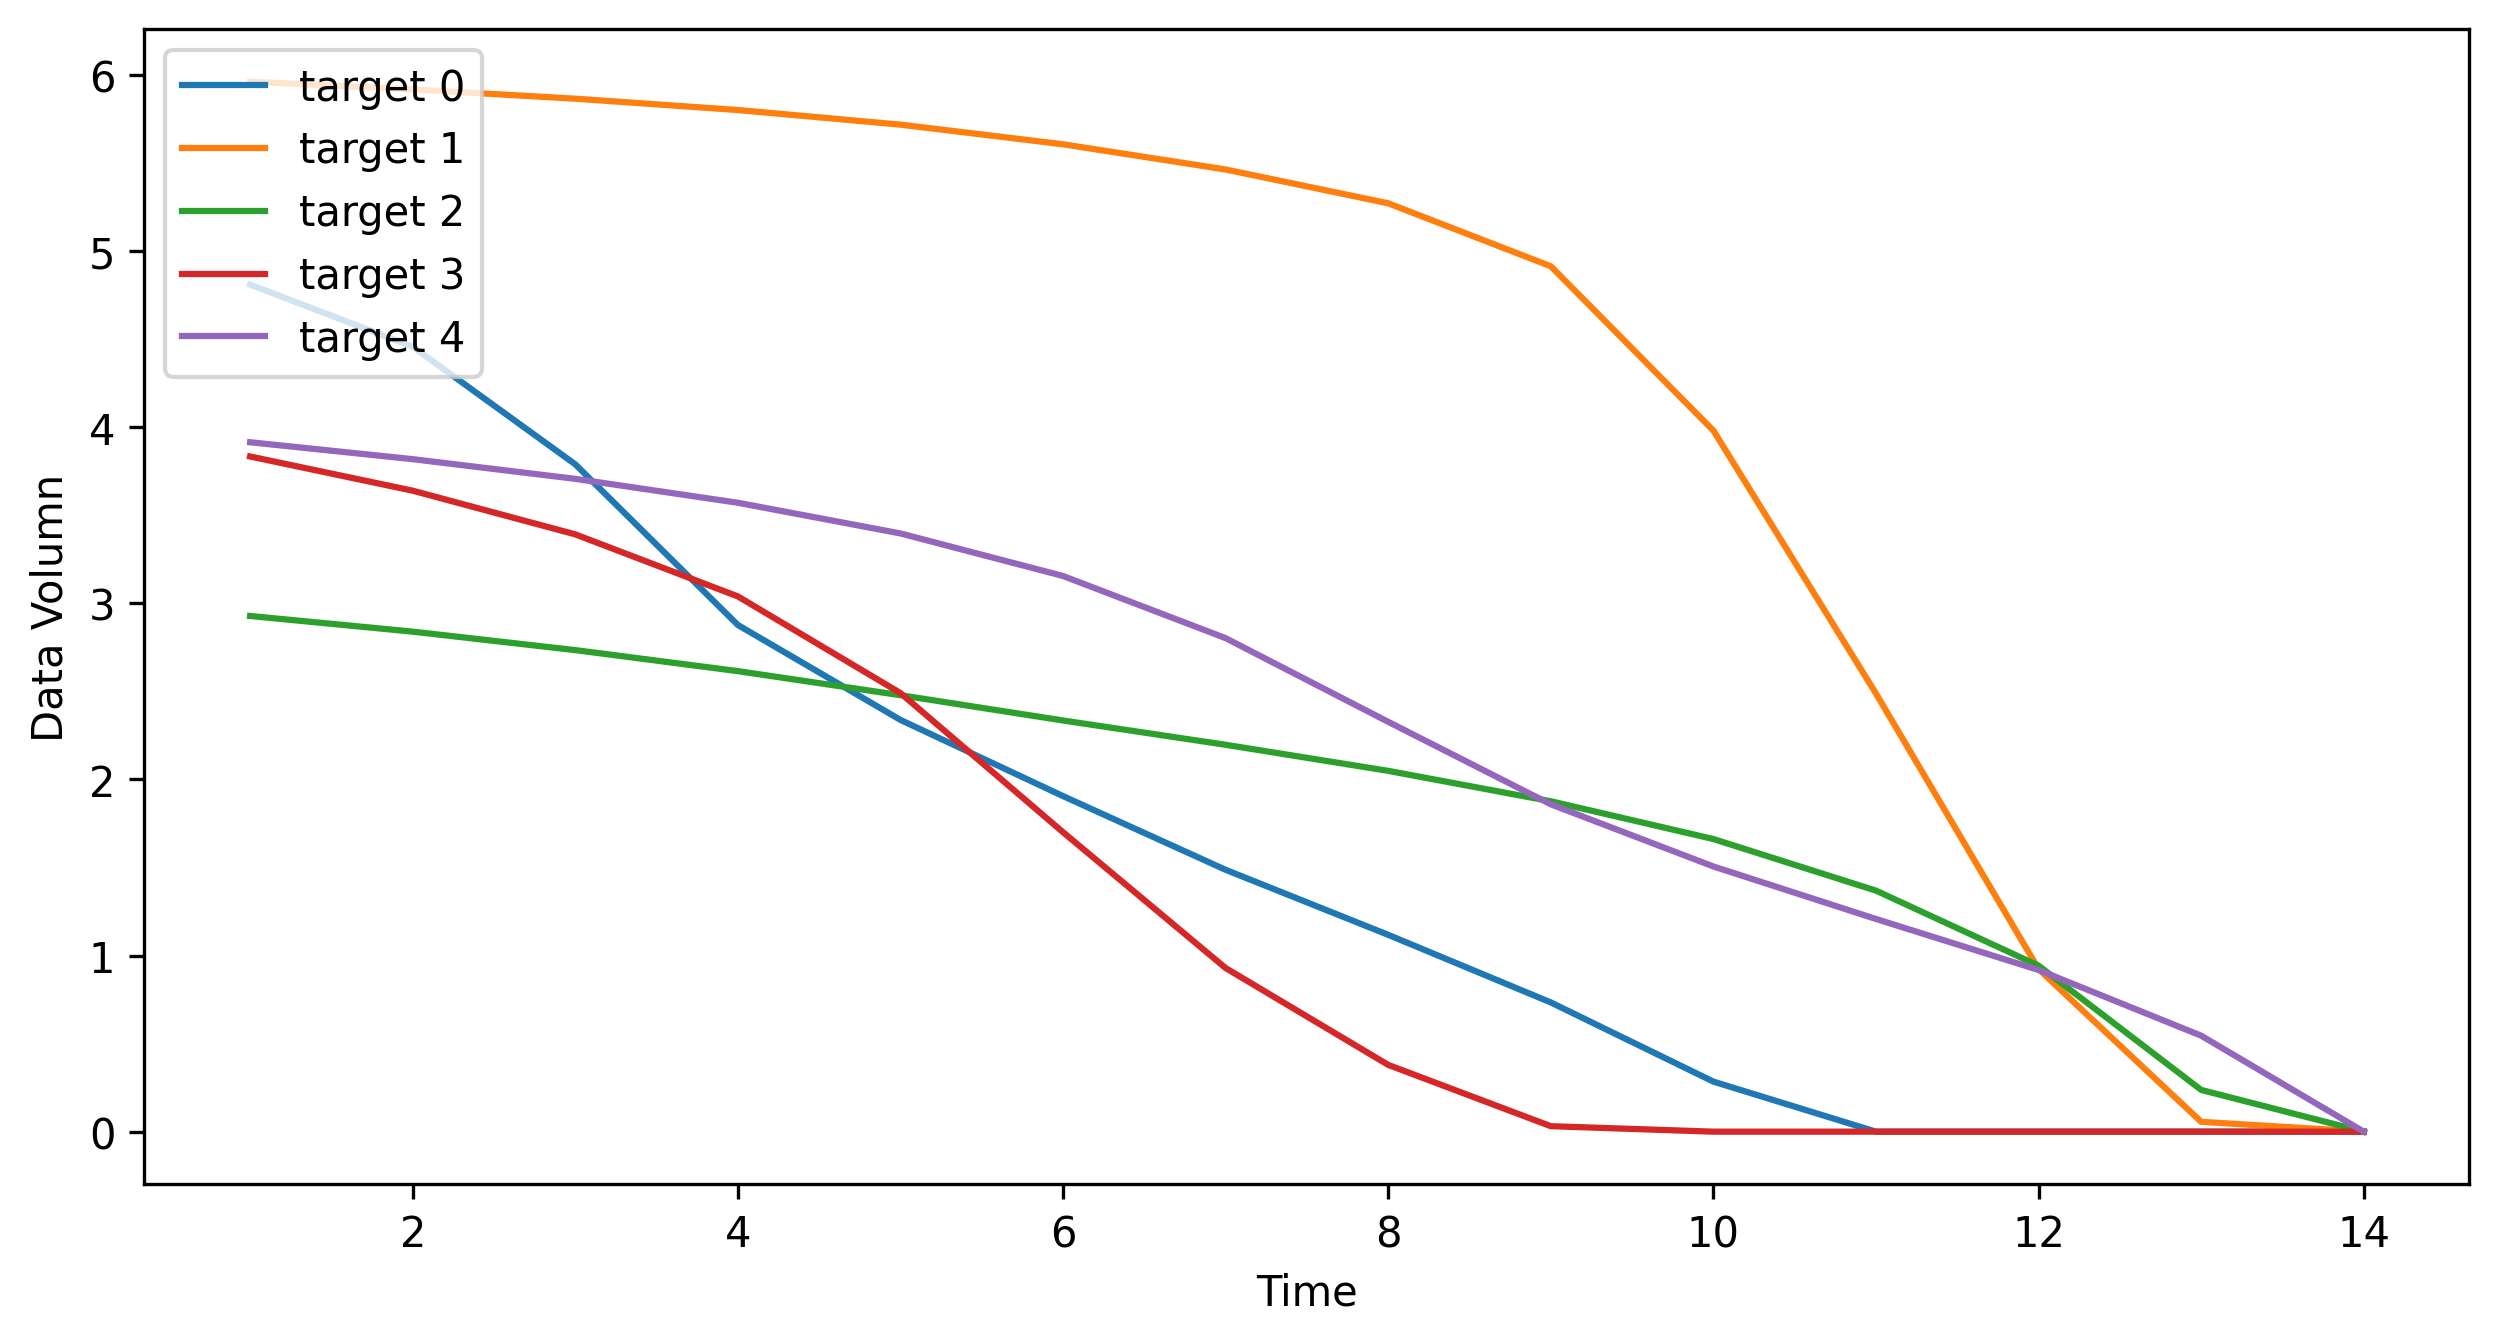 target 0
target 1
target 2
target 3
target 4
6
5
4
3
2
1
0
Data Volumn
2 4 6 8 10 12 14
Time